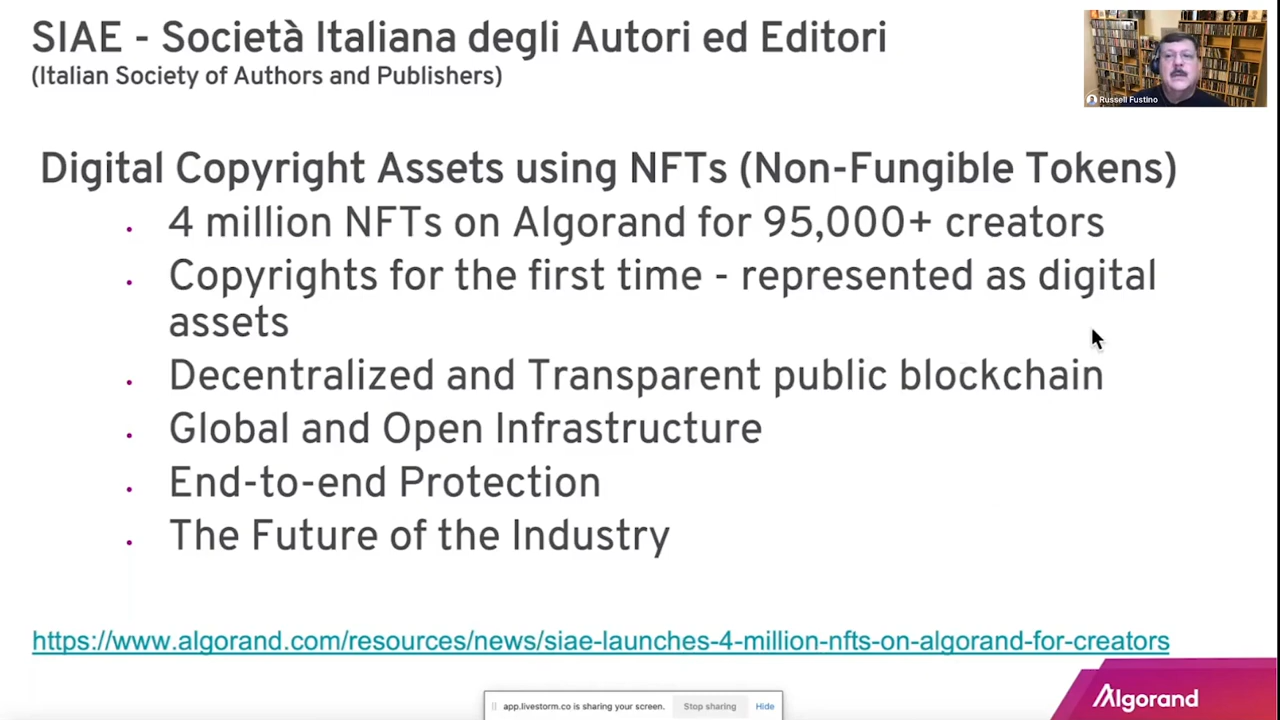 SIAE - Società Italiana degli Autori ed Editori
(Italian Society of Authors and Publishers)
Russell Fustino
Digital Copyright Assets using NFTs (Non-Fungible Tokens)
• 4 million NFTs on Algorand for 95,000+ creators
• Copyrights for the first time - represented as digital
assets
• Decentralized and Transparent public blockchain
• Global and Open Infrastructure
• End-to-end Protection
• The Future of the Industry
https://www.algorand.com/resources/news/siae-launches-4-million-nfts-on-algorand-for-creators
app.livestorm.co is sharing your screen. Stop sharing Hide
Algorand